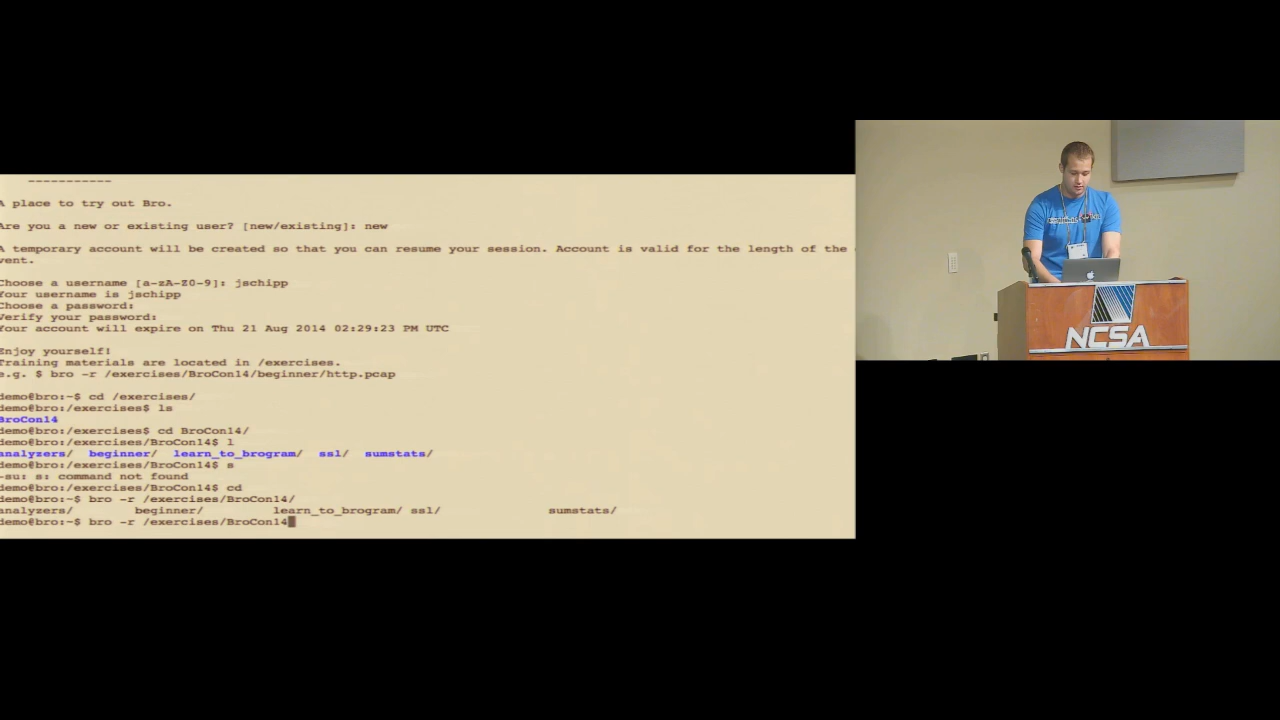 -----------
A place to try out Bro.
Are you a new or existing user? [new/existing]: new
A temporary account will be created so that you can resume your session. Account is valid for the length of the
vent.
Choose a username [a-zA-Z0-9]: jschipp
Your username is jschipp
Choose a password:
Verify your password:
Your account will expire on Thu 21 Aug 2014 02:29:23 PM UTC
Enjoy yourself!
Training materials are located in /exercises.
e.g. $ bro -r /exercises/BroCon14/beginner/http.pcap
demo@bro:~$ cd /exercises/
demo@bro:/exercises$ ls
BroCon14
demo@bro:/exercises$ cd BroCon14/
demo@bro:/exercises/BroCon14$ l
analyzers/ beginner/ learn_to_brogram/ ssl/ sumstats/
demo@bro:/exercises/BroCon14$ s
-su: s: command not found
demo@bro:/exercises/BroCon14$ cd
demo@bro:~$ bro -r /exercises/BroCon14/
analyzers/ beginner/ learn_to_brogram/ ssl/ sumstats/
demo@bro:~$ bro -r /exercises/BroCon14
NCSA